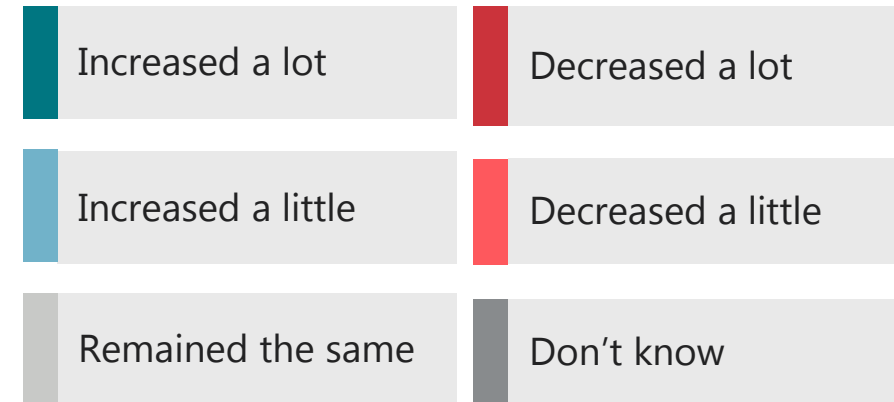 Increased a lot
Decreased a lot
Increased a little
Decreased a little
Remained the same
Don’t know